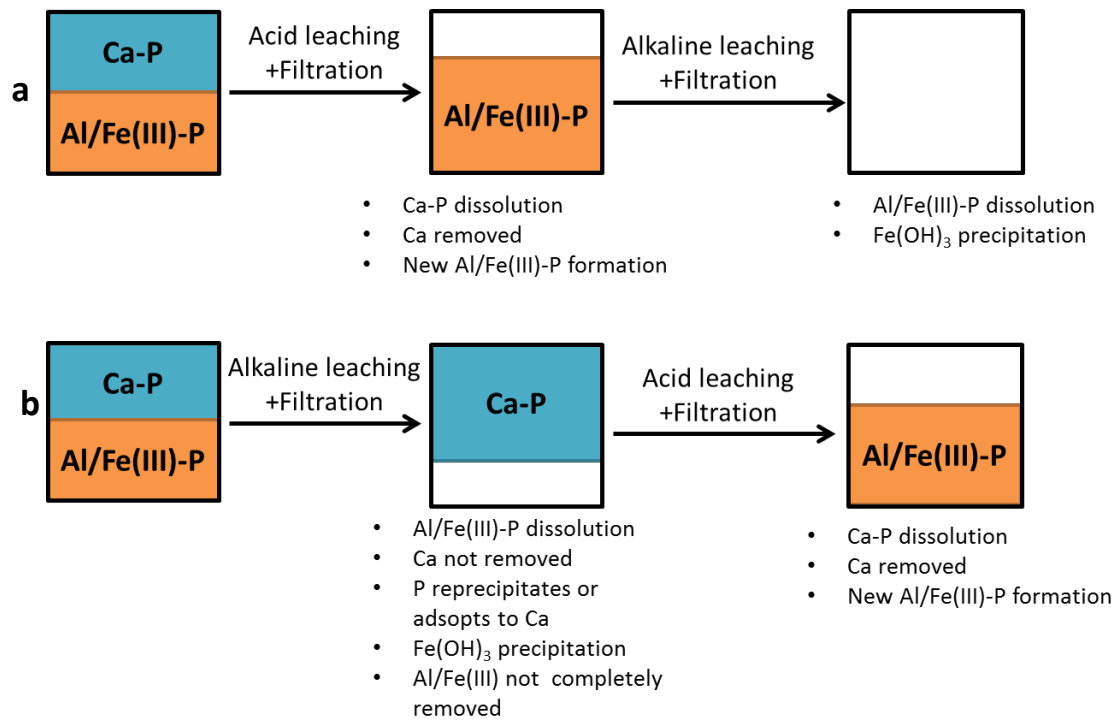 a
Ca-P
Al/Fe(III)-P
Acid leaching
+Filtration
Al/Fe(III)-P
• Ca-P dissolution
• Ca removed
• New Al/Fe(III)-P formation
Alkaline leaching
+Filtration
• Al/Fe(III)-P dissolution
• Fe(OH)₃ precipitation
b
Ca-P
Al/Fe(III)-P
Alkaline leaching
+Filtration
Ca-P
• Al/Fe(III)-P dissolution
• Ca not removed
• P reprecipitates or
adsopts to Ca
• Fe(OH)₃ precipitation
• Al/Fe(III) not completely
removed
Acid leaching
+Filtration
Al/Fe(III)-P
• Ca-P dissolution
• Ca removed
• New Al/Fe(III)-P formation